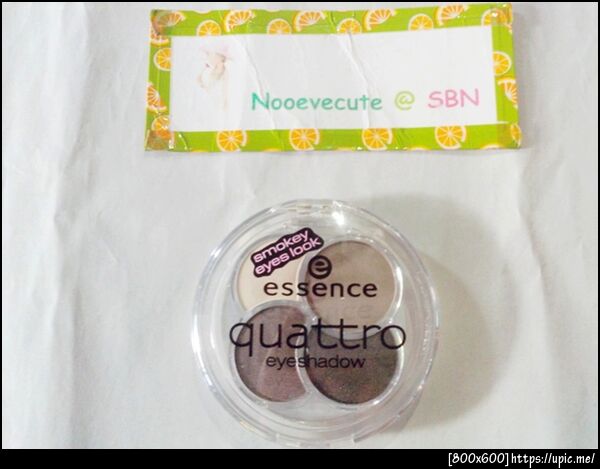 Nooevecute @ SBN
smokey
eyes look
e
essence
quattro
eyeshadow
[800x600]https://upic.me/